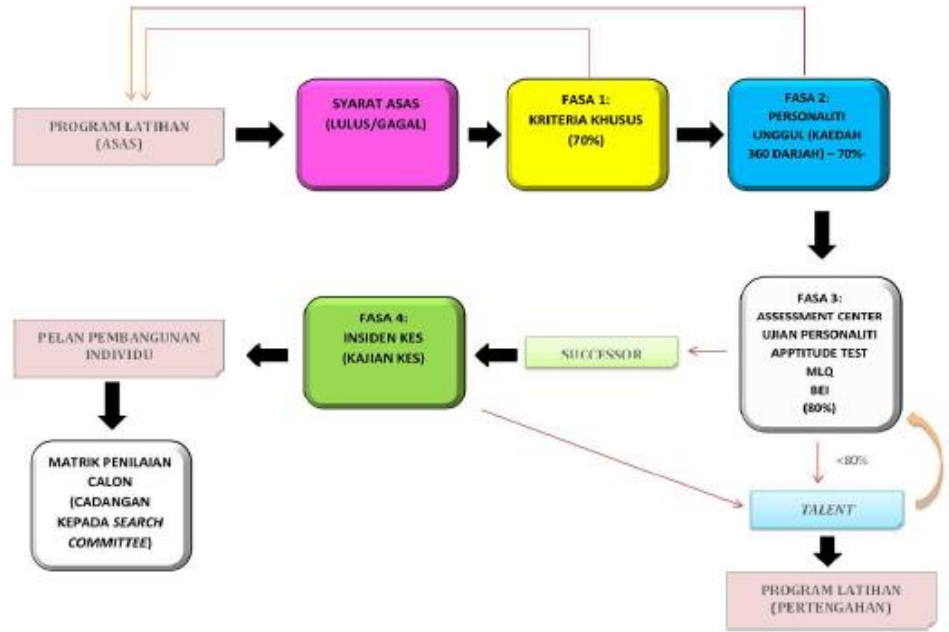 PROGRAM LATIHAN
(ASAS)
SYARAT ASAS
(LULUS/GAGAL)
FASA 1:
KRITERIA KHUSUS
(70%)
FASA 2:
PERSONALITI
UNGGUL (KAEDAH
360 DARJAH) – 70%-
FASA 3:
ASSESSMENT CENTER
UJIAN PERSONALITI
APPTITUDE TEST
MLQ
BEI
(80%)
SUCCESSOR
FASA 4:
INSIDEN KES
(KAJIAN KES)
PELAN PEMBANGUNAN
INDIVIDU
MATRIK PENILAIAN
CALON
(CADANGAN
KEPADA SEARCH
COMMITTEE)
<80%
TALENT
PROGRAM LATIHAN
(PERTENGAHAN)